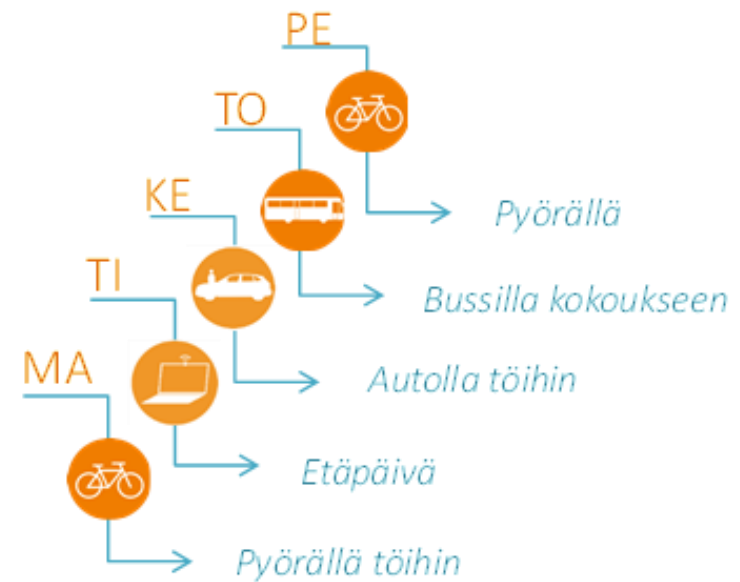 PE
TO
Pyörällä
KE
Bussilla kokoukseen
TI
Autolla töihin
MA
Etäpäivä
Pyörällä töihin